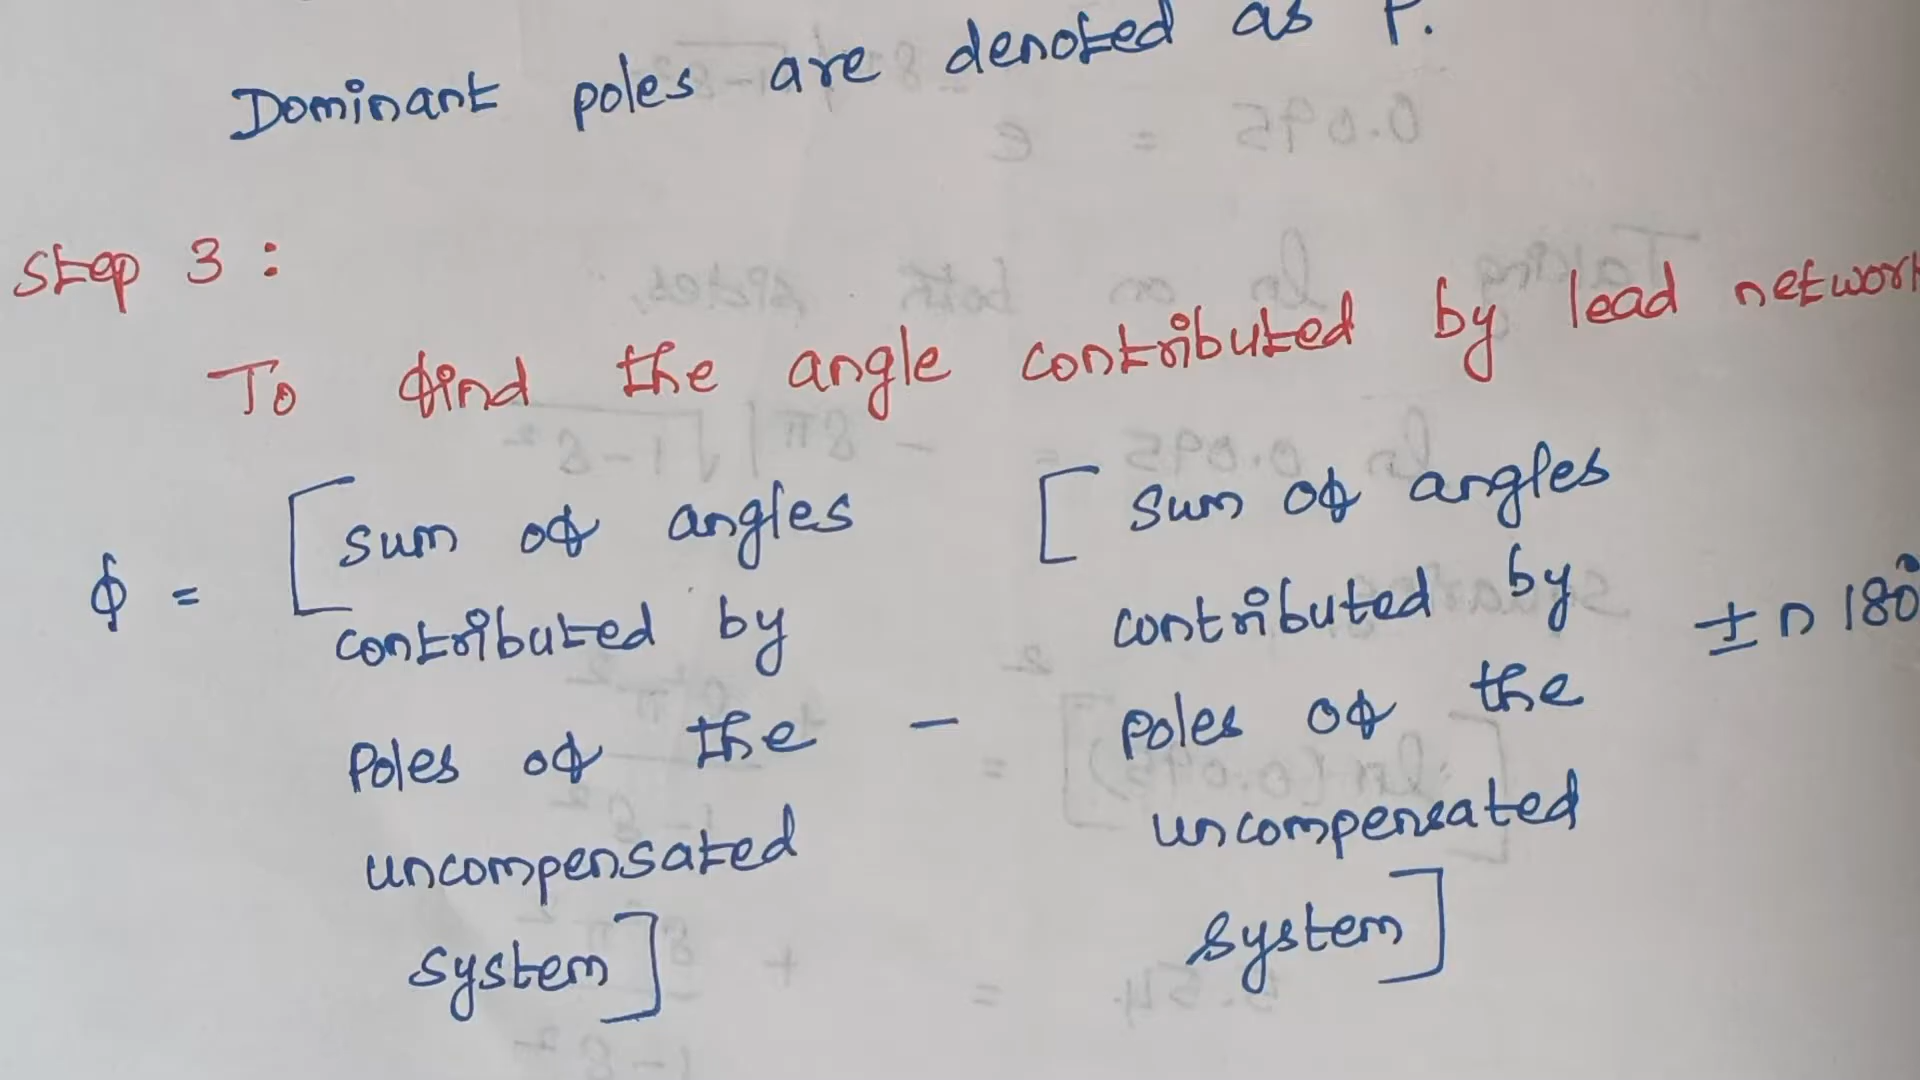 Dominant poles are denoted as P.
Step 3 :
To find the angle contributed by lead network
ϕ = [sum of angles contributed by Poles of the uncompensated system] - [sum of angles contributed by poles of the uncompensated system] ± n 180°